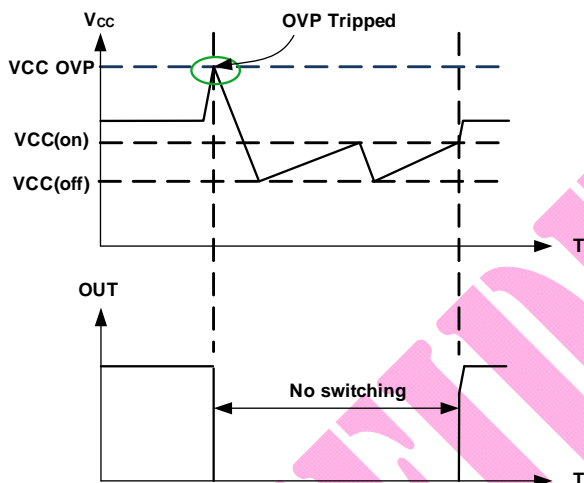 VCC
OVP Tripped
VCC OVP
VCC(on)
VCC(off)
T
OUT
No switching
T